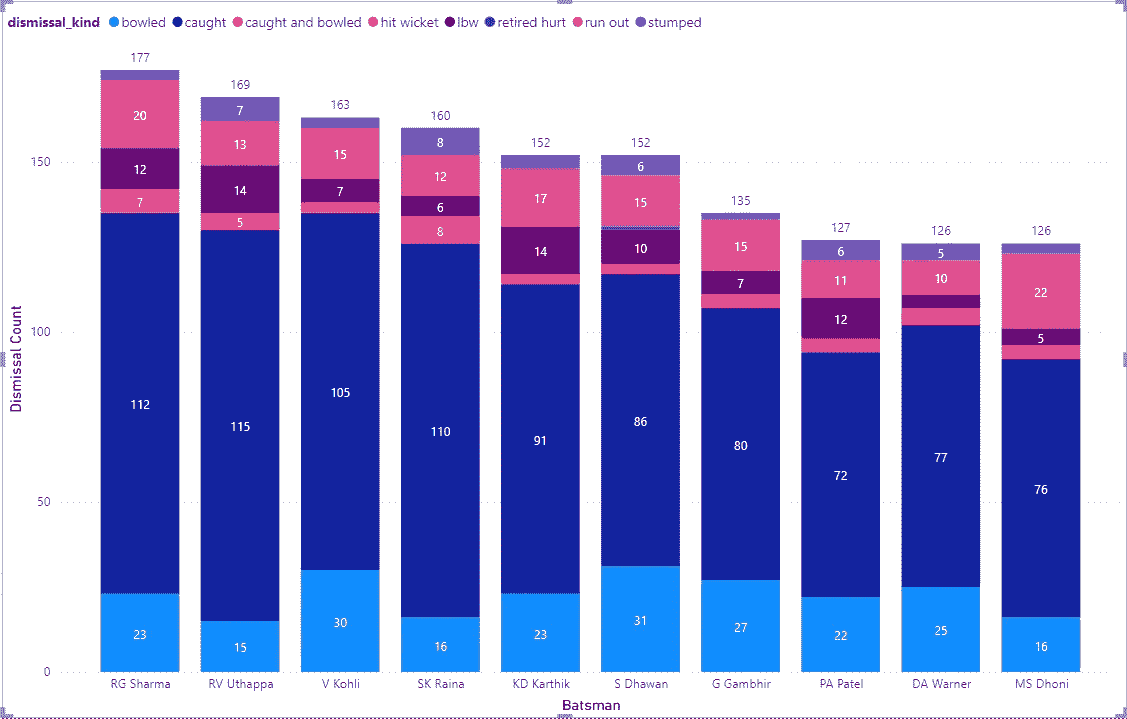 dismissal_kind bowled caught caught and bowled hit wicket lbw retired hurt run out stumped
177
169
163
160
152 152
135
127 126 126
150
100
50
0
Dismissal Count
20 7 13 15 8 12 17 6 15 15 6 11 5 10 22
12 14 7 6 14 10 7 12 5
7 5 8
112 115 105 110 91 86 80 72 77 76
23 15 30 16 23 31 27 22 25 16
RG Sharma RV Uthappa V Kohli SK Raina KD Karthik S Dhawan G Gambhir PA Patel DA Warner MS Dhoni
Batsman